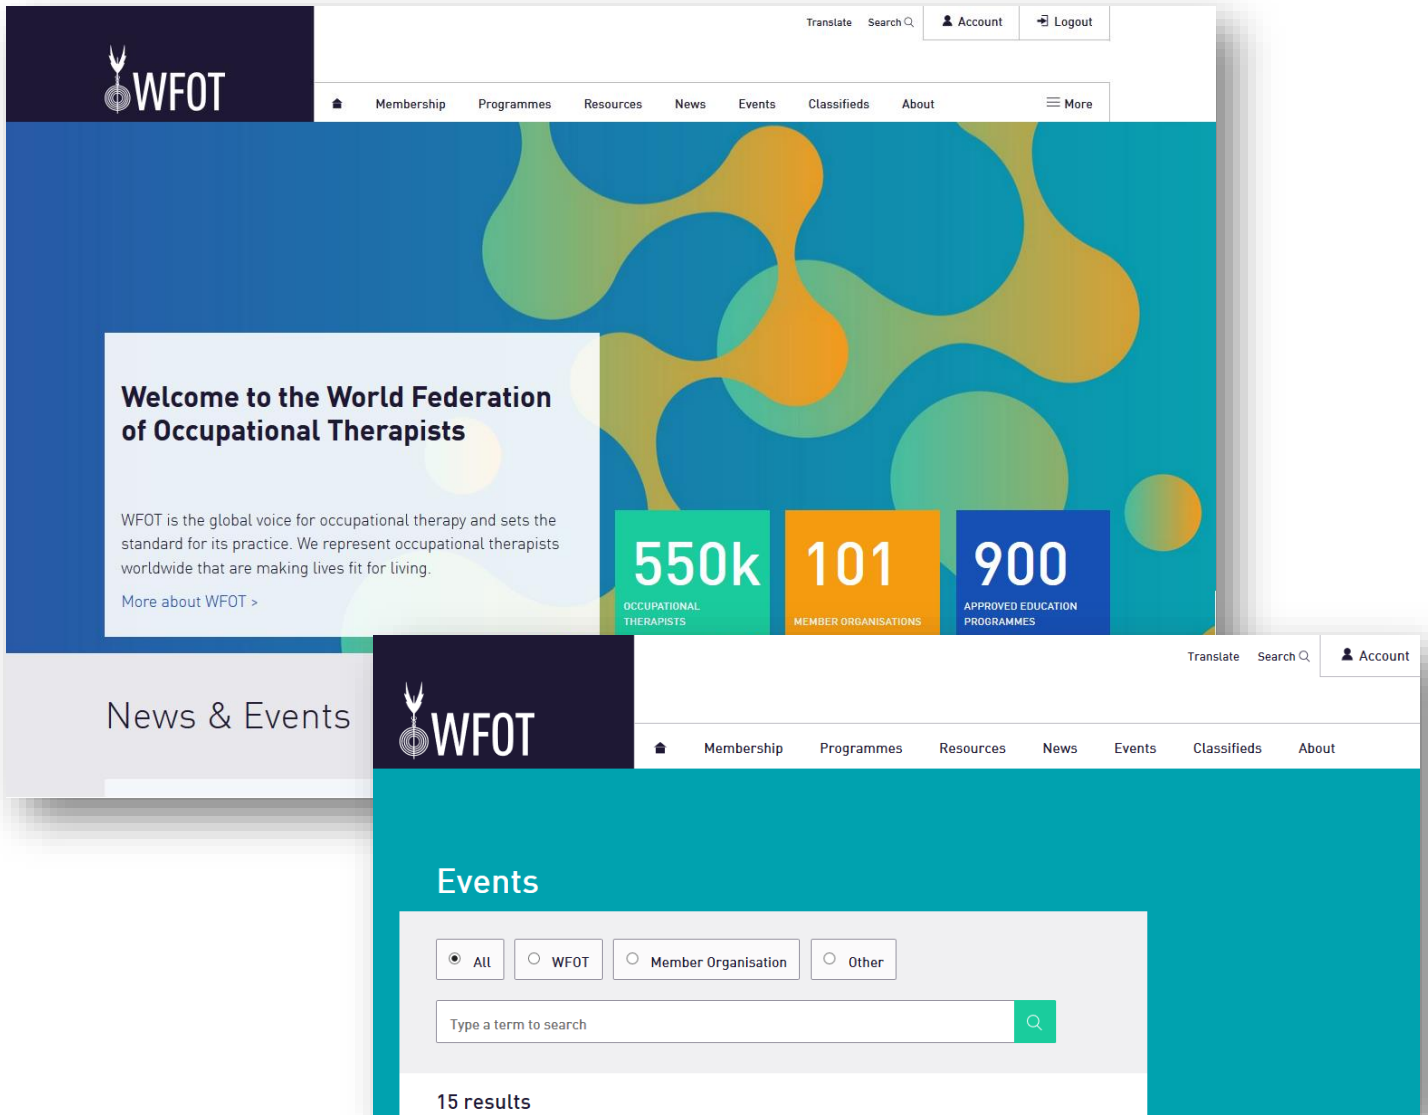 Translate Search Account Logout
WFOT
Membership Programmes Resources News Events Classifieds About More
Welcome to the World Federation
of Occupational Therapists
WFOT is the global voice for occupational therapy and sets the
standard for its practice. We represent occupational therapists
worldwide that are making lives fit for living.
More about WFOT >
550k
OCCUPATIONAL
THERAPISTS
101
MEMBER ORGANISATIONS
900
APPROVED EDUCATION
PROGRAMMES
News & Events
Translate Search Account
WFOT
Membership Programmes Resources News Events Classifieds About
Events
All WFOT Member Organisation Other
Type a term to search
15 results